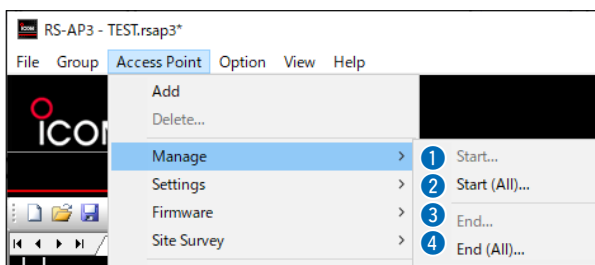 icom RS-AP3 - TEST.rsap3*
File Group Access Point Option View Help
Add
ICOM
Delete...
Manage > 1 Start...
Settings > 2 Start (All)...
Firmware > 3 End...
Site Survey > 4 End (All)...